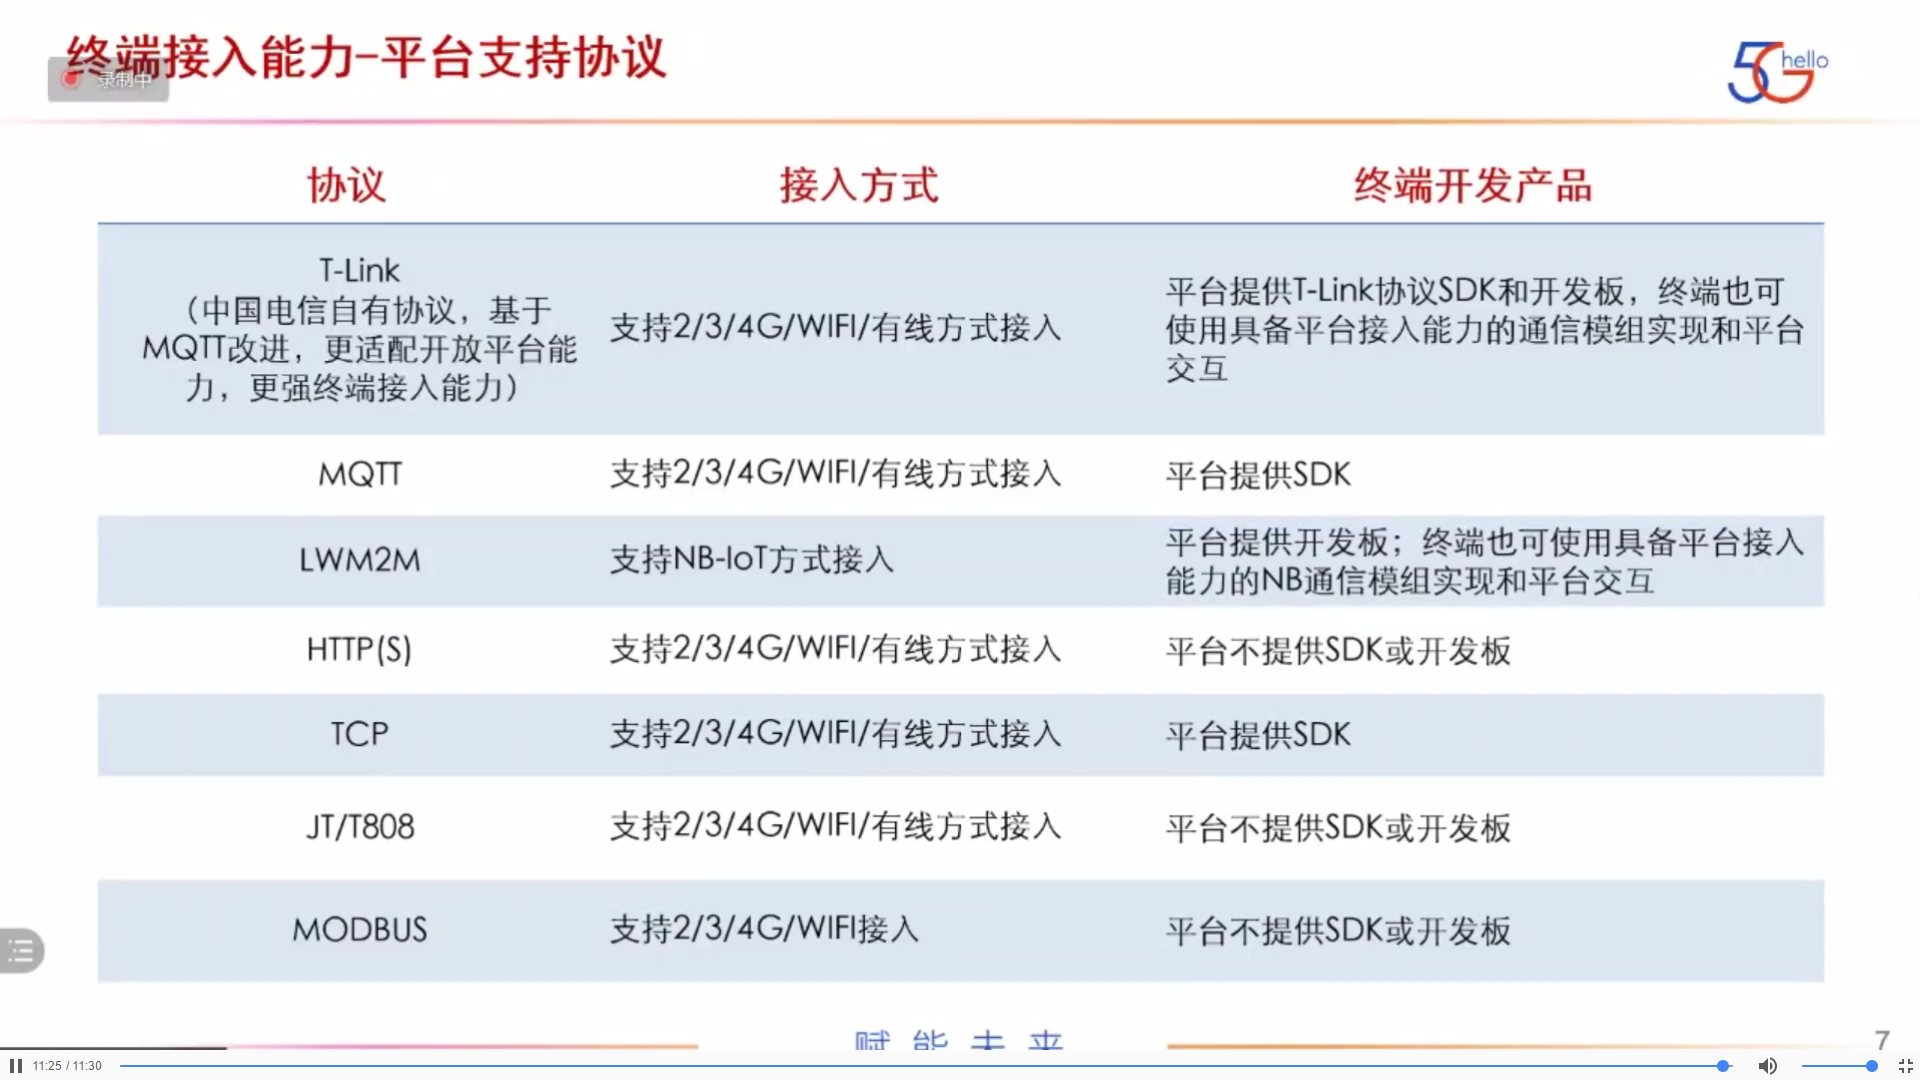 终端接入能力-平台支持协议
录制中
5G hello
协议 接入方式 终端开发产品
T-Link
（中国电信自有协议，基于
MQTT改进，更适配开放平台能
力，更强终端接入能力）
支持2/3/4G/WIFI/有线方式接入
平台提供T-Link协议SDK和开发板，终端也可
使用具备平台接入能力的通信模组实现和平台
交互
MQTT 支持2/3/4G/WIFI/有线方式接入 平台提供SDK
LWM2M 支持NB-IoT方式接入
平台提供开发板；终端也可使用具备平台接入
能力的NB通信模组实现和平台交互
HTTP(S) 支持2/3/4G/WIFI/有线方式接入 平台不提供SDK或开发板
TCP 支持2/3/4G/WIFI/有线方式接入 平台提供SDK
JT/T808 支持2/3/4G/WIFI/有线方式接入 平台不提供SDK或开发板
MODBUS 支持2/3/4G/WIFI接入 平台不提供SDK或开发板
赋能未来
7
11:25 / 11:30